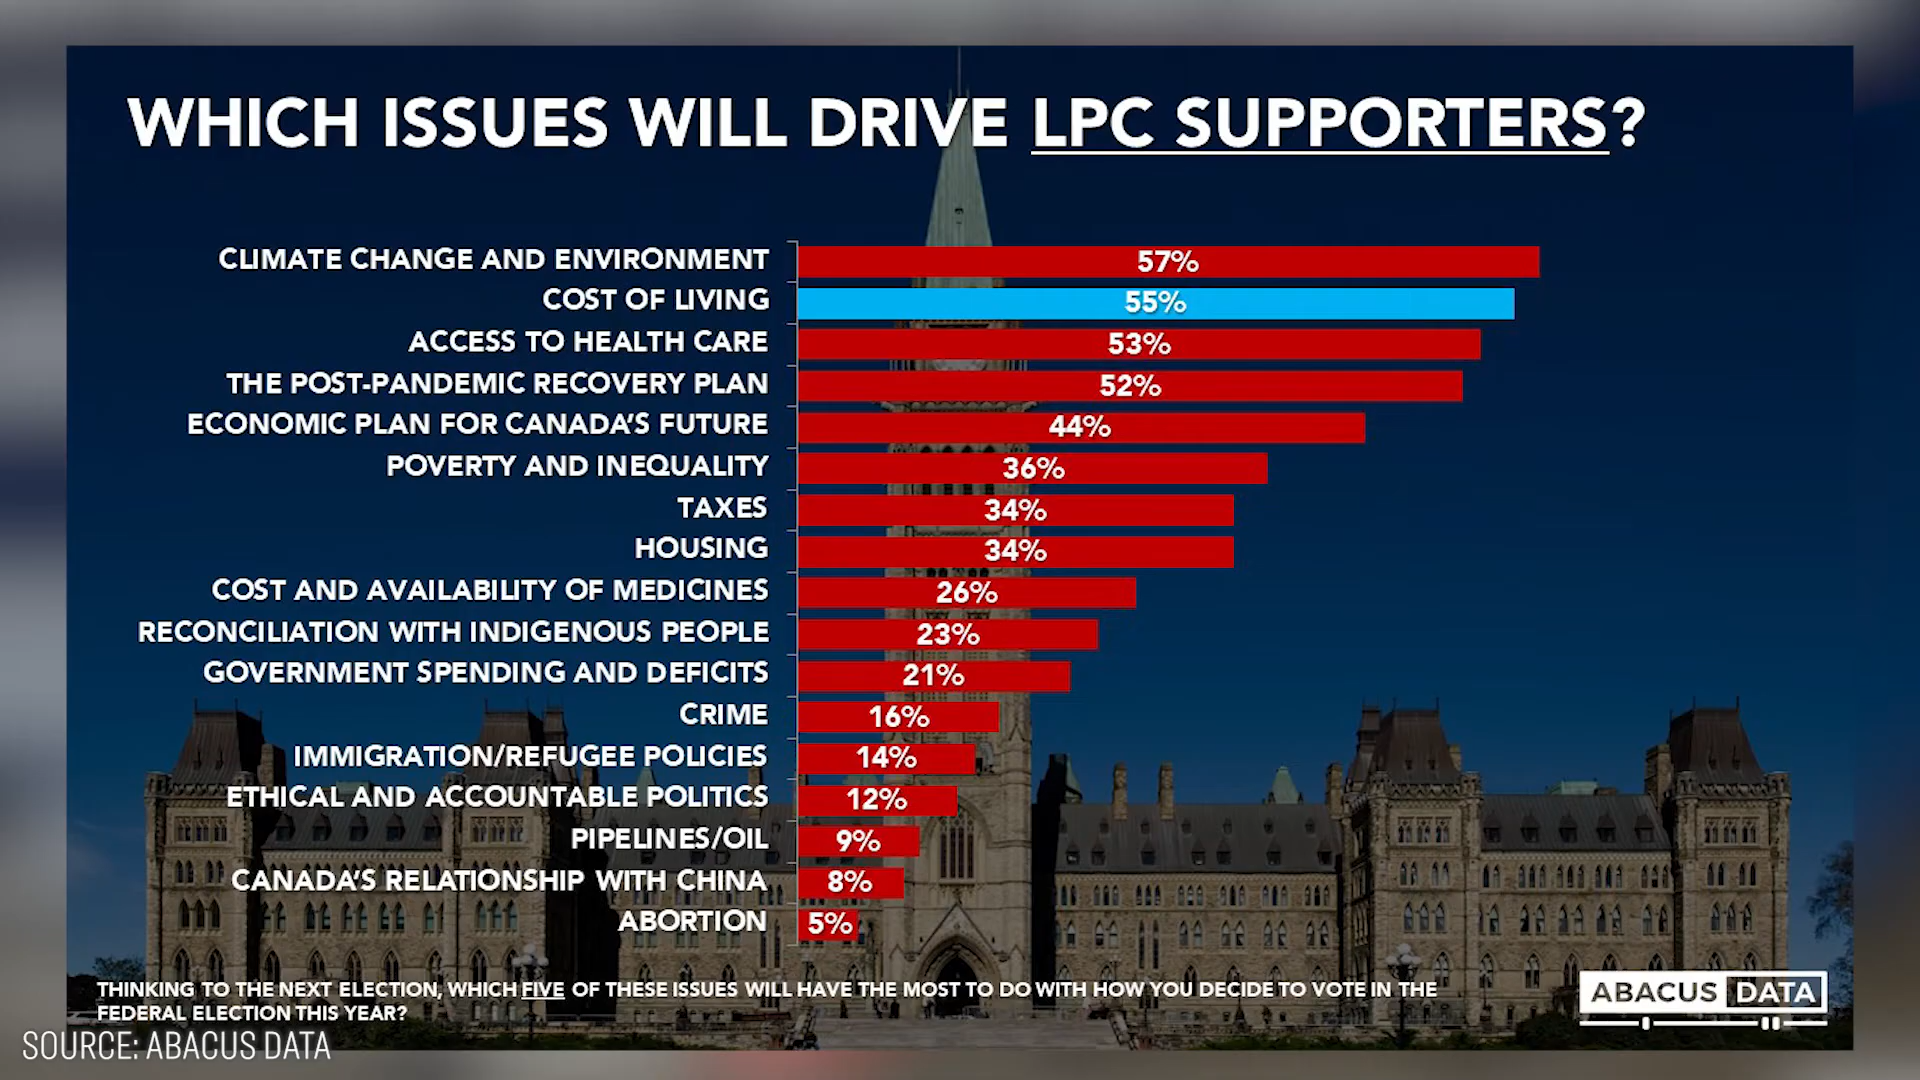 WHICH ISSUES WILL DRIVE LPC SUPPORTERS?
CLIMATE CHANGE AND ENVIRONMENT 57%
COST OF LIVING 55%
ACCESS TO HEALTH CARE 53%
THE POST-PANDEMIC RECOVERY PLAN 52%
ECONOMIC PLAN FOR CANADA'S FUTURE 44%
POVERTY AND INEQUALITY 36%
TAXES 34%
HOUSING 34%
COST AND AVAILABILITY OF MEDICINES 26%
RECONCILIATION WITH INDIGENOUS PEOPLE 23%
GOVERNMENT SPENDING AND DEFICITS 21%
CRIME 16%
IMMIGRATION/REFUGEE POLICIES 14%
ETHICAL AND ACCOUNTABLE POLITICS 12%
PIPELINES/OIL 9%
CANADA'S RELATIONSHIP WITH CHINA 8%
ABORTION 5%
THINKING TO THE NEXT ELECTION, WHICH FIVE OF THESE ISSUES WILL HAVE THE MOST TO DO WITH HOW YOU DECIDE TO VOTE IN THE
FEDERAL ELECTION THIS YEAR?
ABACUS DATA
SOURCE: ABACUS DATA